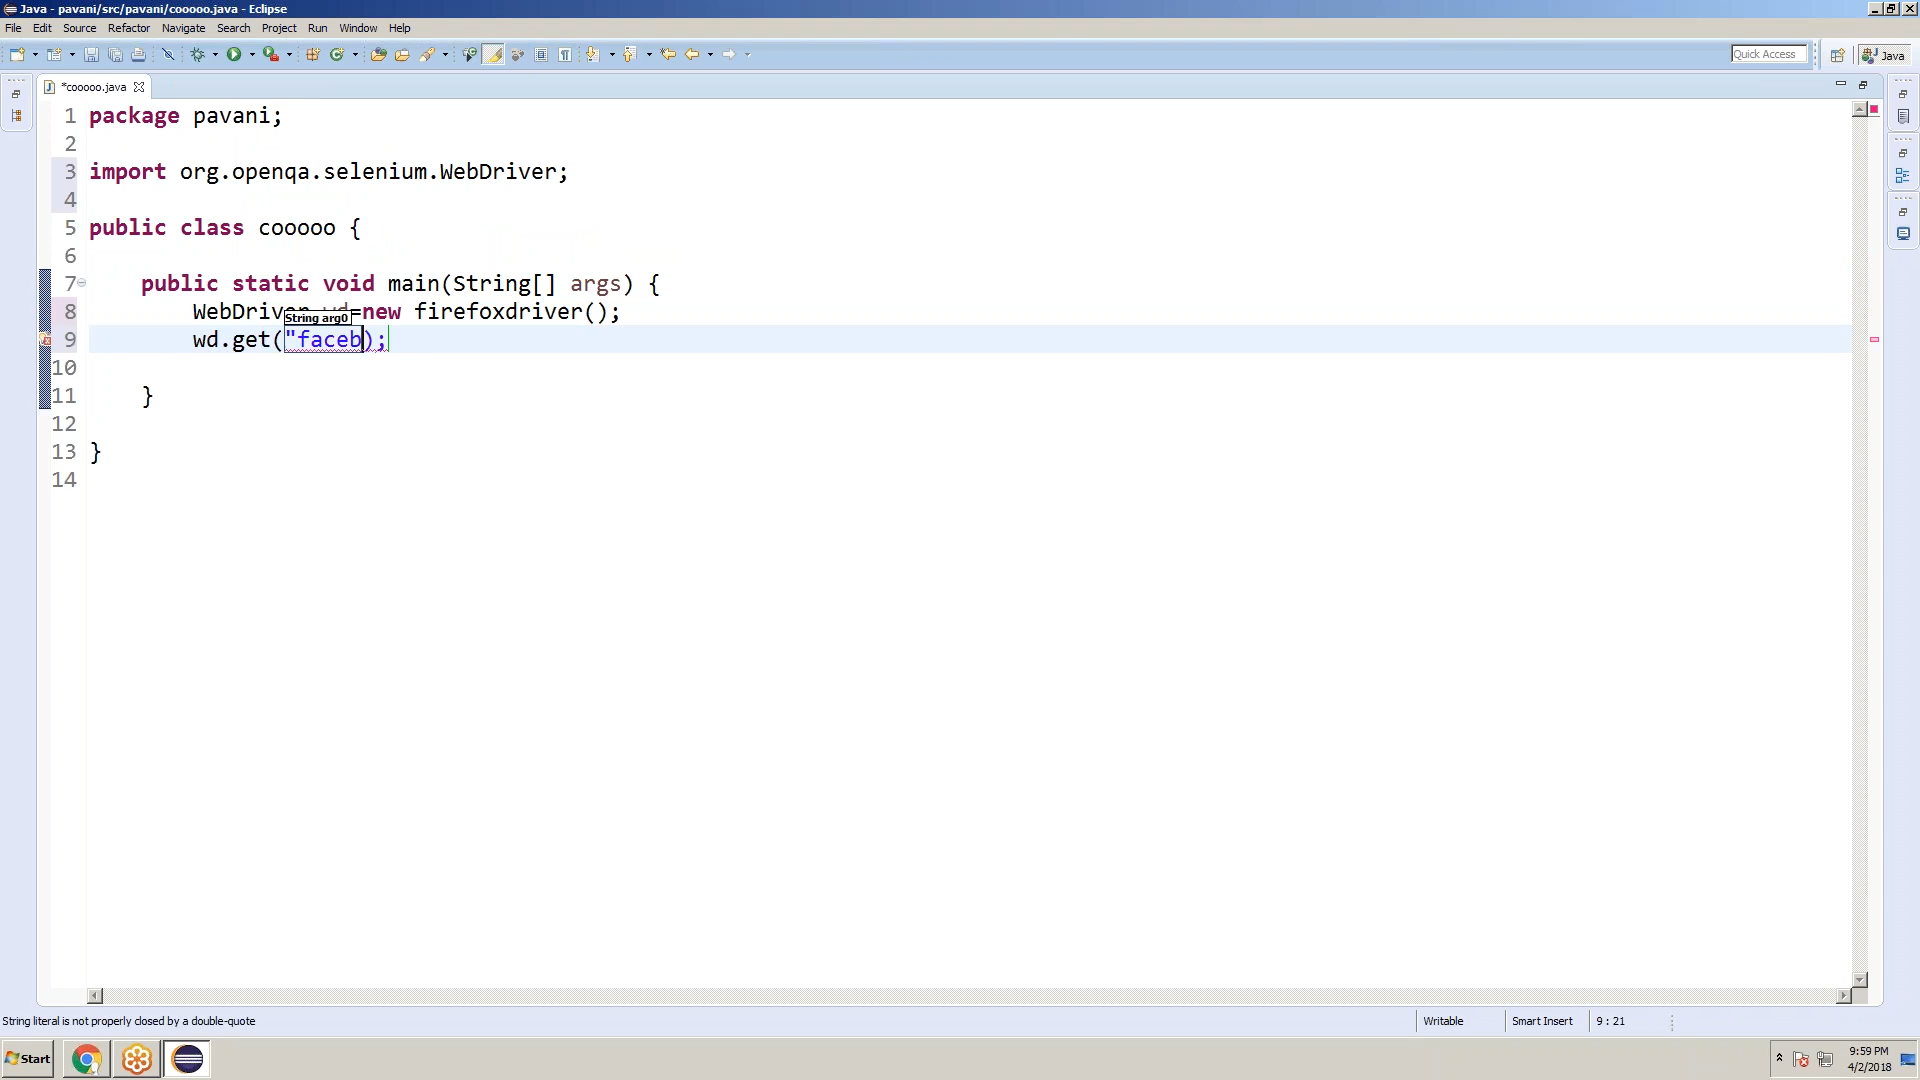 Java - pavani/src/pavani/cooooo.java - Eclipse
File Edit Source Refactor Navigate Search Project Run Window Help
Quick Access
Java
*cooooo.java
1 package pavani;
2
3 import org.openqa.selenium.WebDriver;
4
5 public class cooooo {
6
7 public static void main(String[] args) {
8 WebDriver wd=new firefoxdriver();
String arg0
9 wd.get("faceb);
10
11 }
12
13 }
14
String literal is not properly closed by a double-quote
Writable
Smart Insert
9 : 21
Start
9:59 PM
4/2/2018